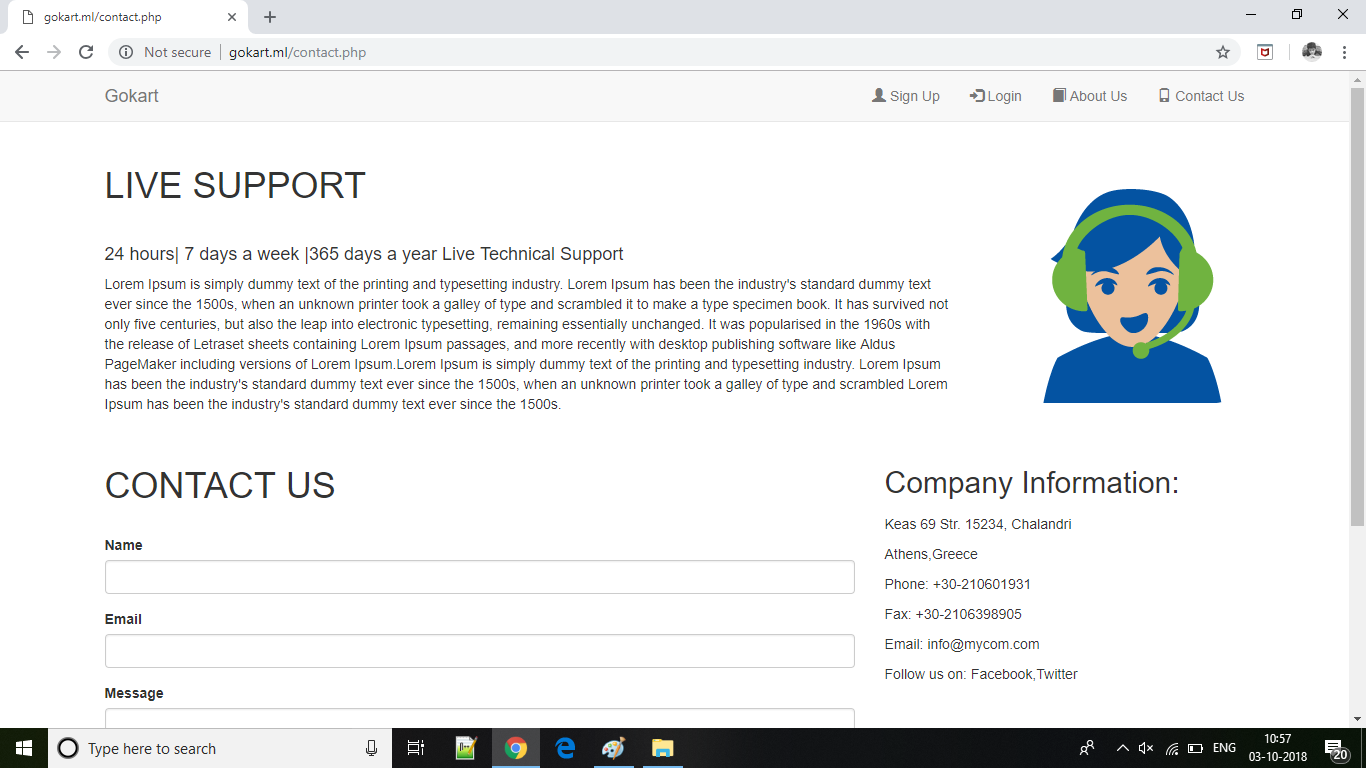 gokart.ml/contact.php
Not secure
gokart.ml/contact.php
Gokart
Sign Up
Login
About Us
Contact Us
LIVE SUPPORT
24 hours| 7 days a week |365 days a year Live Technical Support
Lorem Ipsum is simply dummy text of the printing and typesetting industry. Lorem Ipsum has been the industry's standard dummy text
ever since the 1500s, when an unknown printer took a galley of type and scrambled it to make a type specimen book. It has survived not
only five centuries, but also the leap into electronic typesetting, remaining essentially unchanged. It was popularised in the 1960s with
the release of Letraset sheets containing Lorem Ipsum passages, and more recently with desktop publishing software like Aldus
PageMaker including versions of Lorem Ipsum.Lorem Ipsum is simply dummy text of the printing and typesetting industry. Lorem Ipsum
has been the industry's standard dummy text ever since the 1500s, when an unknown printer took a galley of type and scrambled Lorem
Ipsum has been the industry's standard dummy text ever since the 1500s.
CONTACT US
Name
Email
Message
Company Information:
Keas 69 Str. 15234, Chalandri
Athens,Greece
Phone: +30-210601931
Fax: +30-2106398905
Email: info@mycom.com
Follow us on: Facebook,Twitter
Type here to search
ENG
10:57
03-10-2018
20